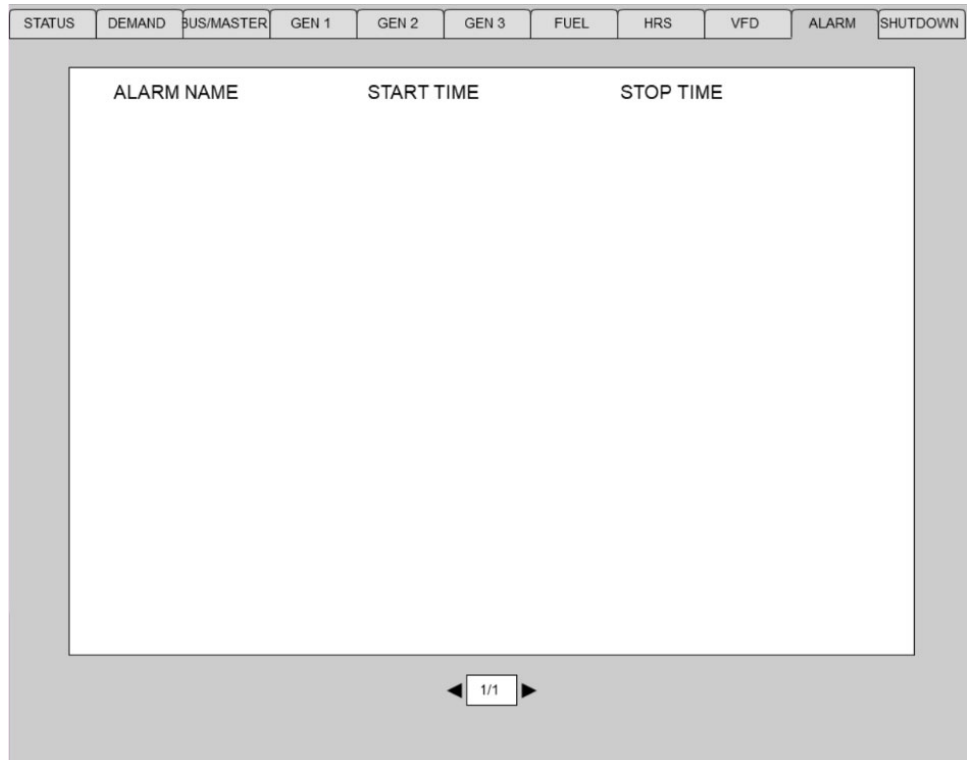 STATUS DEMAND BUS/MASTER GEN 1 GEN 2 GEN 3 FUEL HRS VFD ALARM SHUTDOWN
ALARM NAME START TIME STOP TIME
1/1